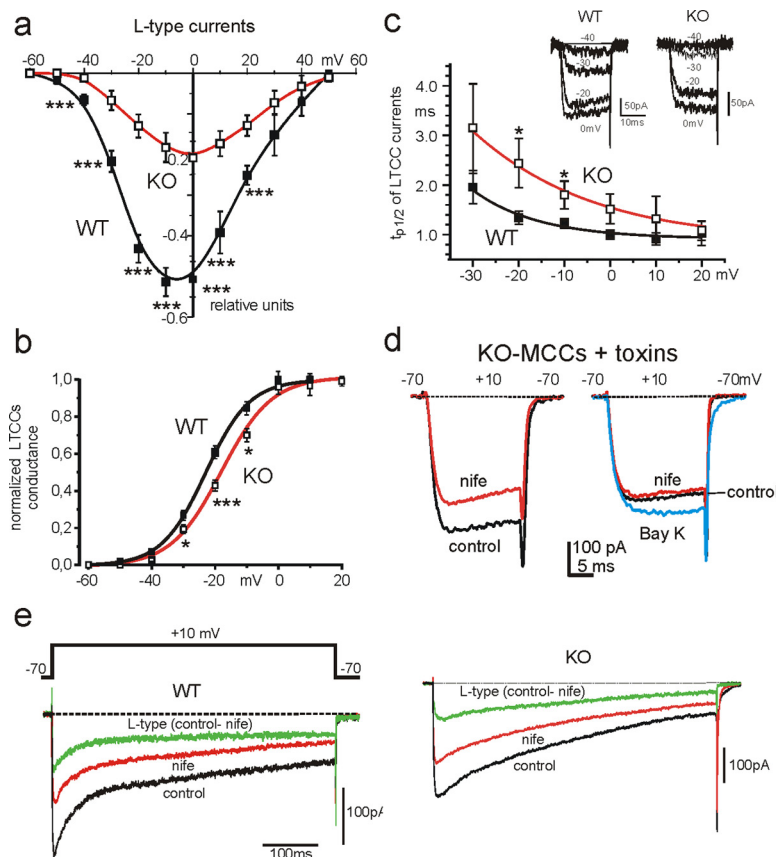 a
L-type currents
-60 -40 -20 0 20 40 60
mV
***
***
***
***
***
***
***
KO
WT
-0.2
-0.4
-0.6
relative units
b
normalized LTCCs
conductance
1,0
0,8
0,6
0,4
0,2
0,0
WT
KO
*
***
*
-60 -40 -20 mV 0 20
c
WT
KO
-40
-30
-20
0mV
50pA
10ms
-40
-30
-20
0mV
50pA
tp1/2 of LTCC currents
4.0
ms
3.0
2.0
1.0
*
*
KO
WT
-30 -20 -10 0 10 20 mV
d
KO-MCCs + toxins
-70 +10 -70
-70 +10 -70mV
nife
control
nife
control
Bay K
100 pA
5 ms
e
+10 mV
-70 -70
WT
L-type (control- nife)
nife
control
100pA
100ms
KO
L-type (control- nife)
nife
control
100pA